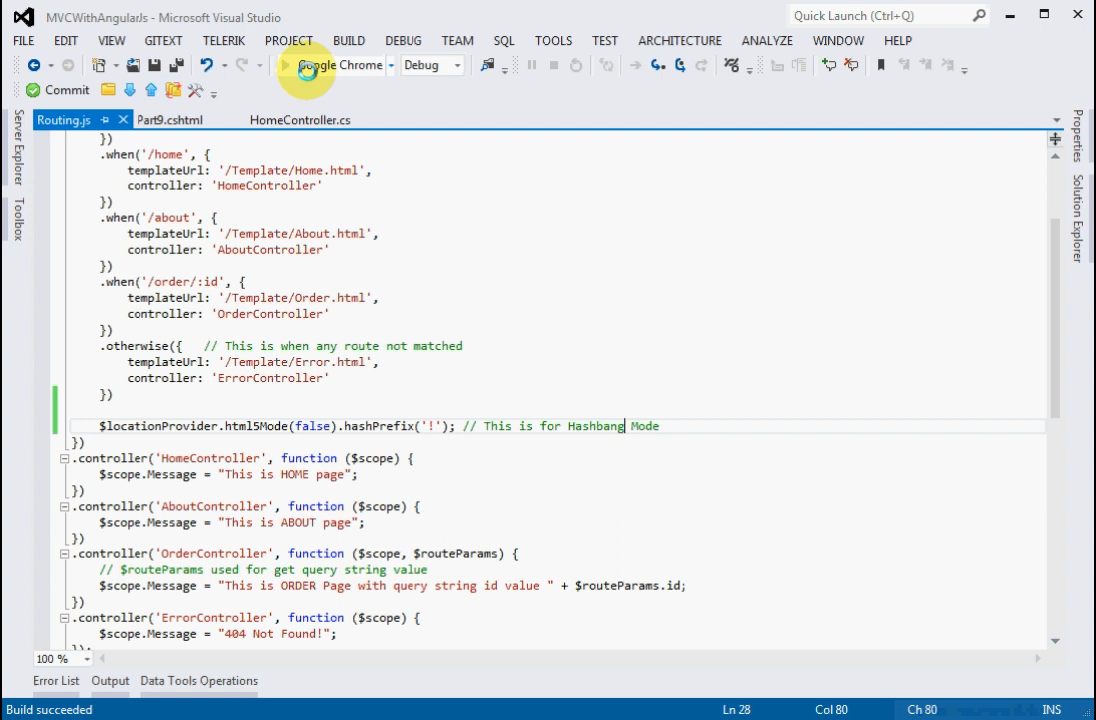 MVCWithAngularJs - Microsoft Visual Studio
Quick Launch (Ctrl+Q)
FILE EDIT VIEW GITEXT TELERIK PROJECT BUILD DEBUG TEAM SQL TOOLS TEST ARCHITECTURE ANALYZE WINDOW HELP
Google Chrome Debug
Commit
Server Explorer
Toolbox
Properties
Solution Explorer
Routing.js Part9.cshtml HomeController.cs
})
.when('/home', {
templateUrl: '/Template/Home.html',
controller: 'HomeController'
})
.when('/about', {
templateUrl: '/Template/About.html',
controller: 'AboutController'
})
.when('/order/:id', {
templateUrl: '/Template/Order.html',
controller: 'OrderController'
})
.otherwise({ // This is when any route not matched
templateUrl: '/Template/Error.html',
controller: 'ErrorController'
})
$locationProvider.html5Mode(false).hashPrefix('!'); // This is for Hashbang Mode
})
.controller('HomeController', function ($scope) {
$scope.Message = "This is HOME page";
})
.controller('AboutController', function ($scope) {
$scope.Message = "This is ABOUT page";
})
.controller('OrderController', function ($scope, $routeParams) {
// $routeParams used for get query string value
$scope.Message = "This is ORDER Page with query string id value " + $routeParams.id;
})
.controller('ErrorController', function ($scope) {
$scope.Message = "404 Not Found!";
});
100 %
Error List Output Data Tools Operations
Build succeeded Ln 28 Col 80 Ch 80 INS